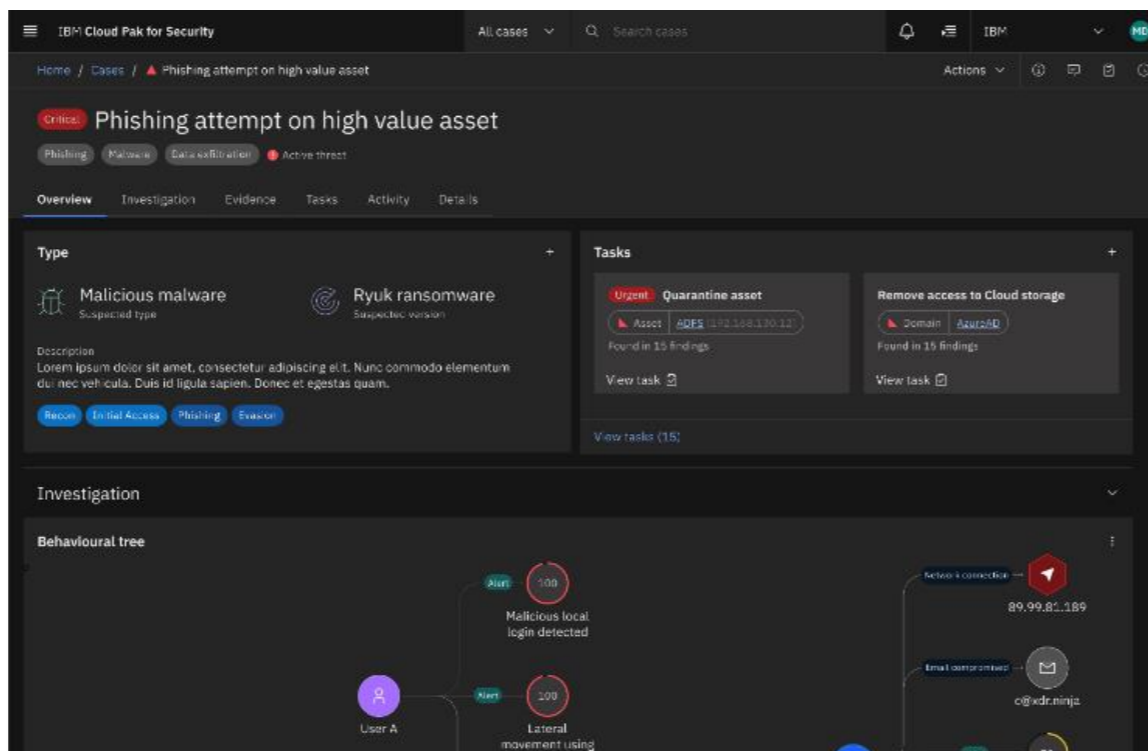 IBM Cloud Pak for Security
All cases
Search cases
IBM
MD
Home / Cases / Phishing attempt on high value asset
Actions
Critical Phishing attempt on high value asset
Phishing Malware Data exfiltration Active threat
Overview Investigation Evidence Tasks Activity Details
Type +
Malicious malware
Suspected type
Ryuk ransomware
Suspected version
Description
Lorem ipsum dolor sit amet, consectetur adipiscing elit. Nunc commodo elementum
dui nec vehicula. Duis id ligula sapien. Donec et egestas quam.
Recon Initial Access Phishing Evasion
Tasks +
Urgent Quarantine asset
Asset ADFS (192.168.130.12)
Found in 15 findings
View task
Remove access to Cloud storage
Domain AzureAD
Found in 15 findings
View task
View tasks (15)
Investigation
Behavioural tree
Alert 100
Malicious local
login detected
User A
Alert 100
Lateral
movement using
Network connection
89.99.81.189
Email compromised
c@xdr.ninja